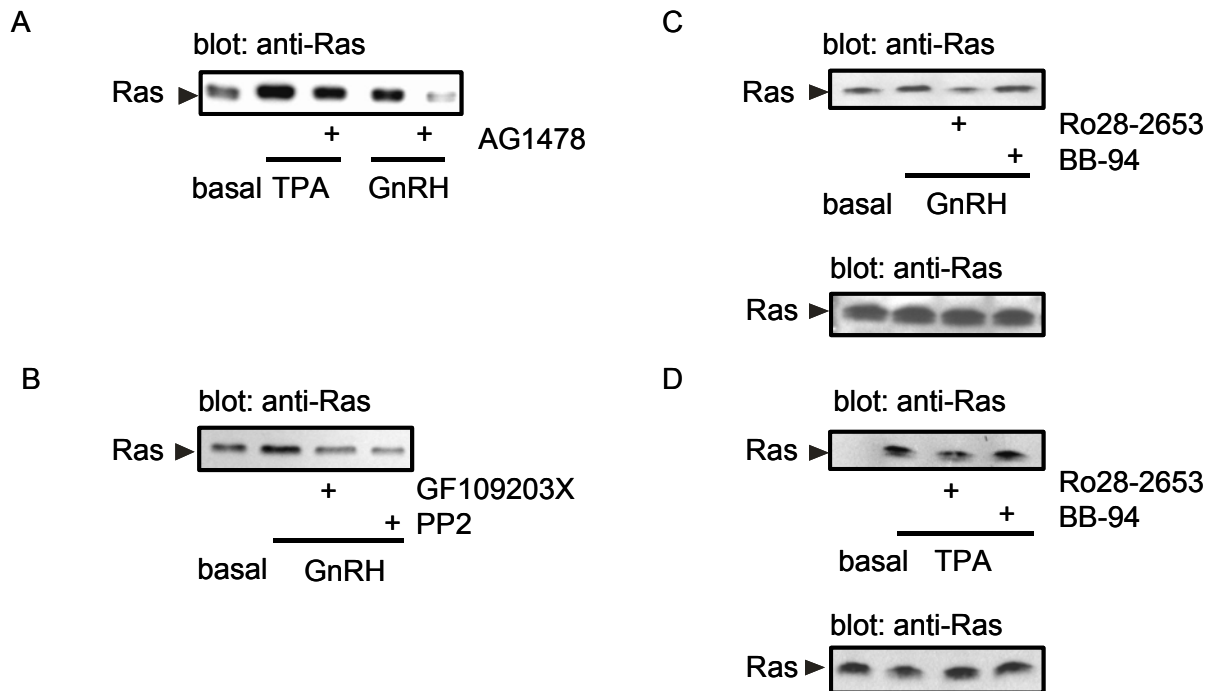 A
blot: anti-Ras
Ras
+ +
AG1478
basal TPA GnRH
B
blot: anti-Ras
Ras
+ GF109203X
+ PP2
basal GnRH
C
blot: anti-Ras
Ras
+ Ro28-2653
+ BB-94
basal GnRH
blot: anti-Ras
Ras
D
blot: anti-Ras
Ras
+ Ro28-2653
+ BB-94
basal TPA
blot: anti-Ras
Ras